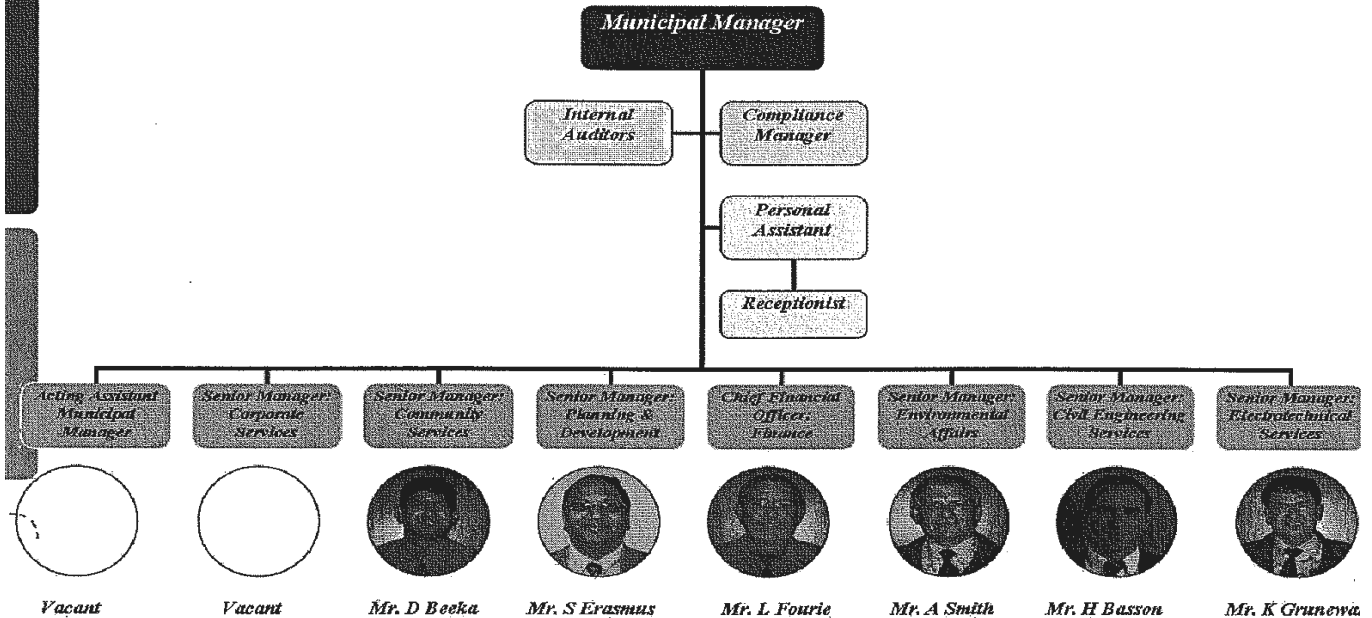 Municipal Manager
Internal
Auditors
Compliance
Manager
Personal
Assistant
Receptionist
Acting Assistant
Municipal
Manager
Senior Manager:
Corporate
Services
Senior Manager:
Community
Services
Senior Manager:
Planning &
Development
Chief Financial
Officer:
Finance
Senior Manager:
Environmental
Affairs
Senior Manager:
Civil Engineering
Services
Senior Manager:
Electrotechnical
Services
Vacant
Vacant
Mr. D Beeka
Mr. S Erasmus
Mr. L Fourie
Mr. A Smith
Mr. H Basson
Mr. K Grunewa